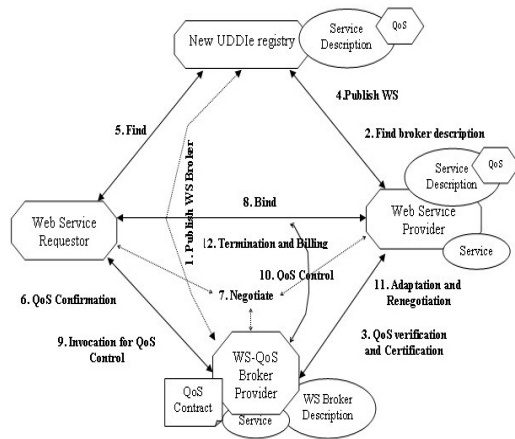 New UDDIe registry
Service
Description
QoS
4.Publish WS
5. Find
2. Find broker description
1. Publish WS Broker
Service
Description
QoS
8. Bind
Web Service
Requestor
Web Service
Provider
Service
12. Termination and Billing
10. QoS Control
11. Adaptation and
Renegotiation
6. QoS Confirmation
7. Negotiate
9. Invocation for QoS
Control
3. QoS verification
and Certification
WS-QoS
Broker
Provider
QoS
Contract
Service
WS Broker
Description